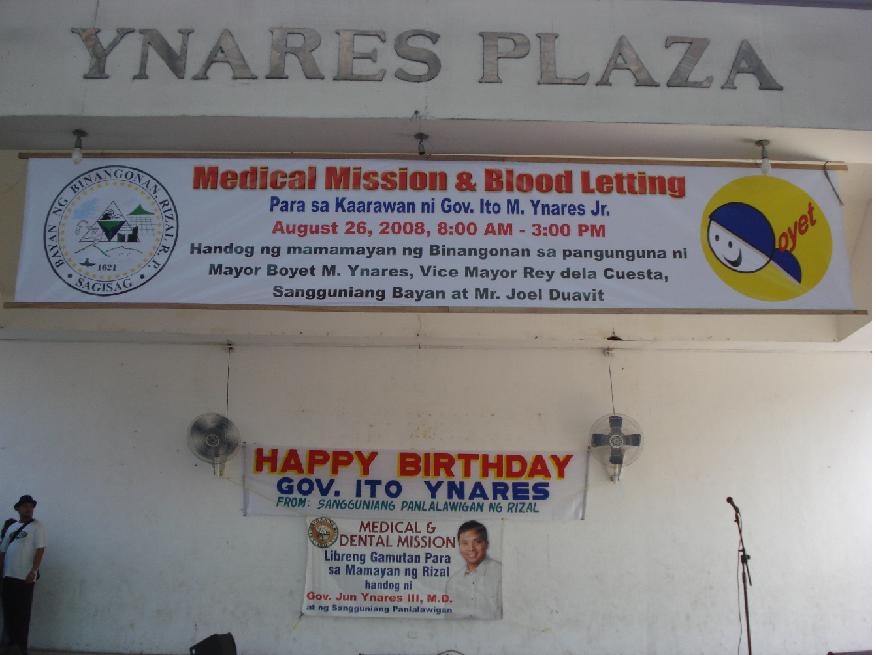 YNARES PLAZA
BAYAN NG BINANGONAN, RIZAL R. P.
1621
SAGISAG
Medical Mission & Blood Letting
Para sa Kaarawan ni Gov. Ito M. Ynares Jr.
August 26, 2008, 8:00 AM - 3:00 PM
Handog ng mamamayan ng Binangonan sa pangunguna ni
Mayor Boyet M. Ynares, Vice Mayor Rey dela Cuesta,
Sangguniang Bayan at Mr. Joel Duavit
oyet
HAPPY BIRTHDAY
GOV. ITO YNARES
FROM: SANGGUNIANG PANLALAWIGAN NG RIZAL
MEDICAL &
DENTAL MISSION
Libreng Gamutan Para
sa Mamayan ng Rizal
handog ni
Gov. Jun Ynares III, M.D.
at ng Sangguniang Panlalawigan